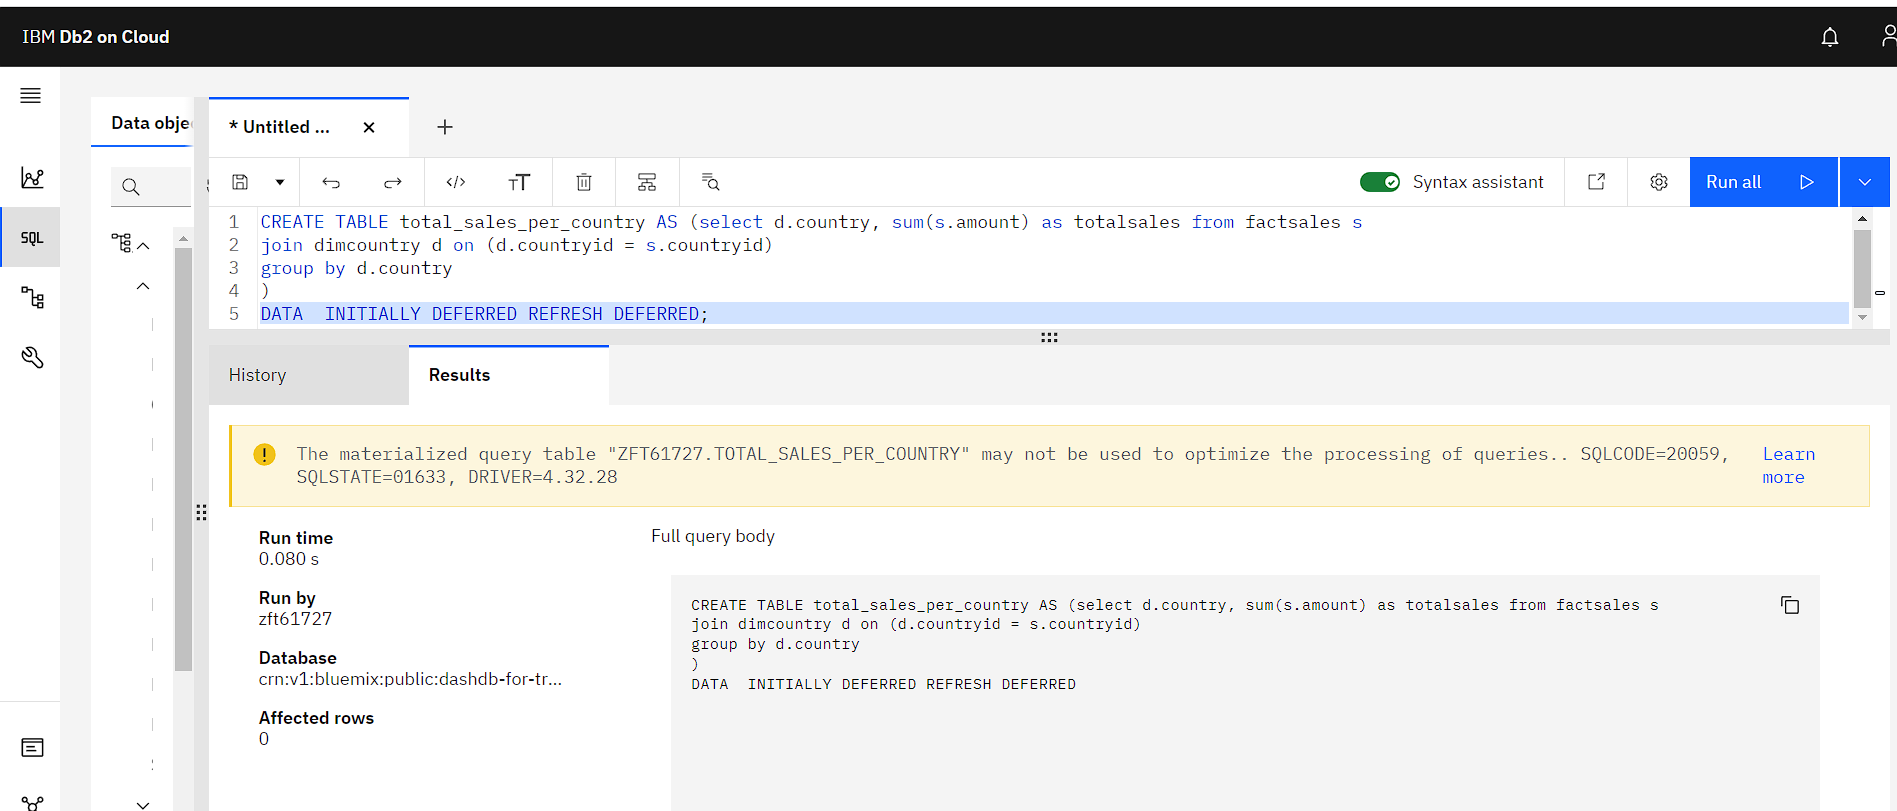 IBM Db2 on Cloud
Data obje
* Untitled ...
Syntax assistant
Run all
SQL
1 CREATE TABLE total_sales_per_country AS (select d.country, sum(s.amount) as totalsales from factsales s
2 join dimcountry d on (d.countryid = s.countryid)
3 group by d.country
4 )
5 DATA  INITIALLY DEFERRED REFRESH DEFERRED;
History
Results
The materialized query table "ZFT61727.TOTAL_SALES_PER_COUNTRY" may not be used to optimize the processing of queries.. SQLCODE=20059,
SQLSTATE=01633, DRIVER=4.32.28
Learn
more
Run time
0.080 s
Run by
zft61727
Database
crn:v1:bluemix:public:dashdb-for-tr...
Affected rows
0
Full query body
CREATE TABLE total_sales_per_country AS (select d.country, sum(s.amount) as totalsales from factsales s
join dimcountry d on (d.countryid = s.countryid)
group by d.country
)
DATA  INITIALLY DEFERRED REFRESH DEFERRED